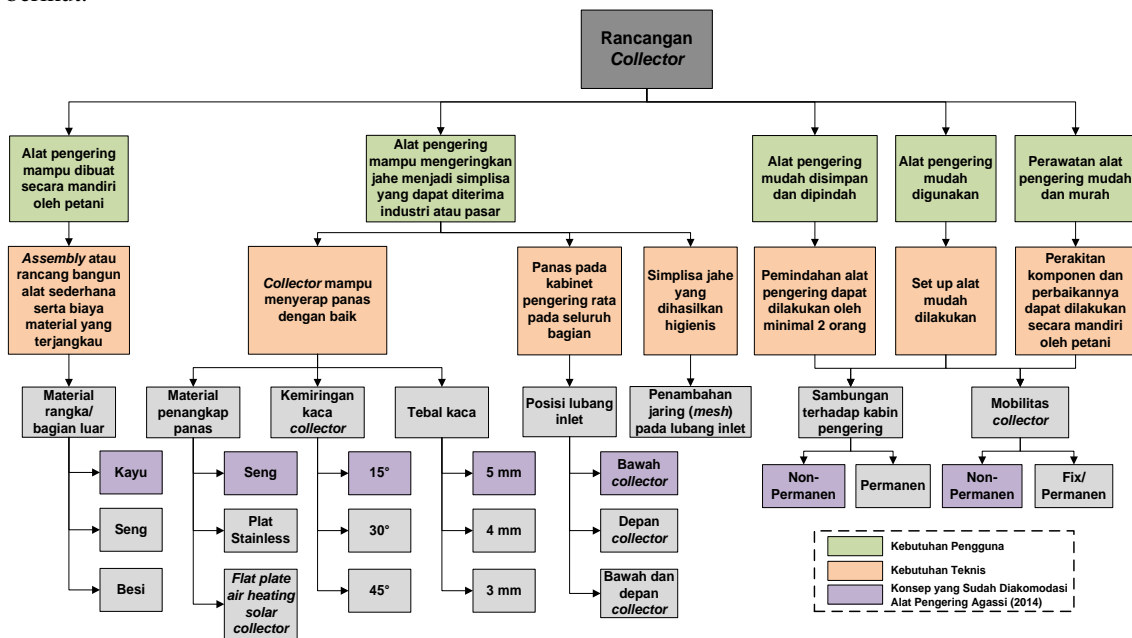 Rancangan
Collector
Alat pengering
mampu dibuat
secara mandiri
oleh petani
Alat pengering
mampu mengeringkan
jahe menjadi simplisa
yang dapat diterima
industri atau pasar
Alat pengering
mudah disimpan
dan dipindah
Alat pengering
mudah
digunakan
Perawatan alat
pengering mudah
dan murah
Assembly atau
rancang bangun
alat sederhana
serta biaya
material yang
terjangkau
Collector mampu
menyerap panas
dengan baik
Panas pada
kabinet
pengering rata
pada seluruh
bagian
Simplisa jahe
yang
dihasilkan
higienis
Pemindahan alat
pengering dapat
dilakukan oleh
minimal 2 orang
Set up alat
mudah
dilakukan
Perakitan
komponen dan
perbaikannya
dapat dilakukan
secara mandiri
oleh petani
Material
rangka/
bagian luar
Material
penangkap
panas
Kemiringan
kaca
collector
Tebal kaca
Posisi lubang
inlet
Penambahan
jaring (mesh)
pada lubang inlet
Sambungan
terhadap kabin
pengering
Mobilitas
collector
Kayu
Seng
15°
5 mm
Bawah
collector
Non-
Permanen
Permanen
Non-
Permanen
Fix/
Permanen
Seng
Plat
Stainless
30°
4 mm
Depan
collector
Besi
Flat plate
air heating
solar
collector
45°
3 mm
Bawah dan
depan
collector
Kebutuhan Pengguna
Kebutuhan Teknis
Konsep yang Sudah Diakomodasi
Alat Pengering Agassi (2014)